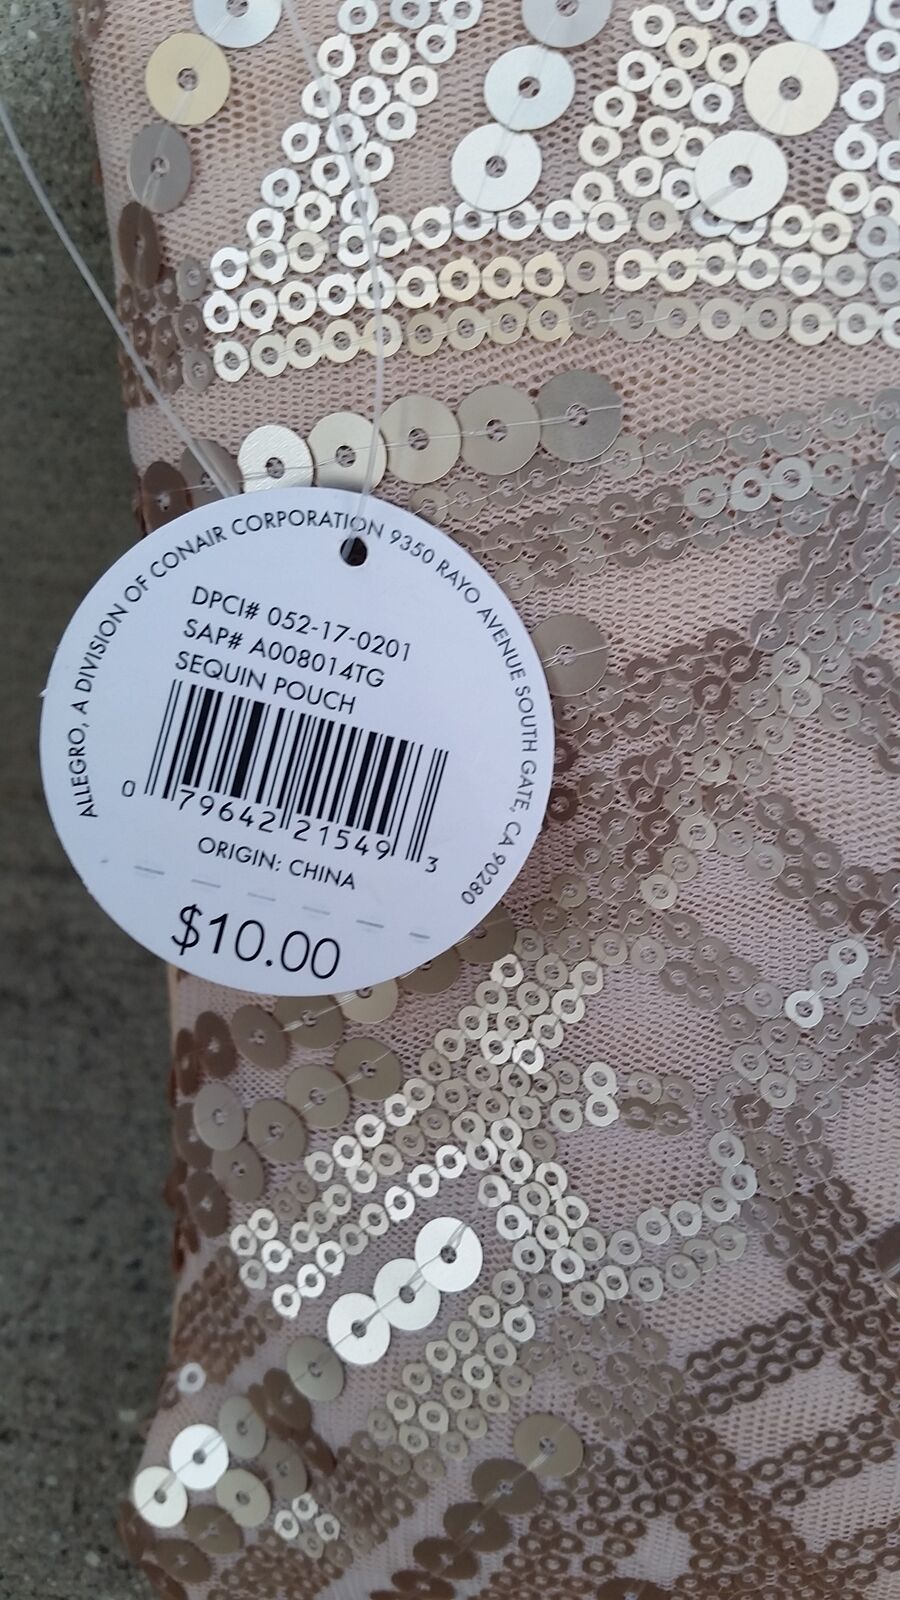 ALLEGRO, A DIVISION OF CONAIR CORPORATION 9350 RAYO AVENUE SOUTH GATE, CA 90280
DPCI# 052-17-0201
SAP# A008014TG
SEQUIN POUCH
0 79642 21549 3
ORIGIN: CHINA
$10.00